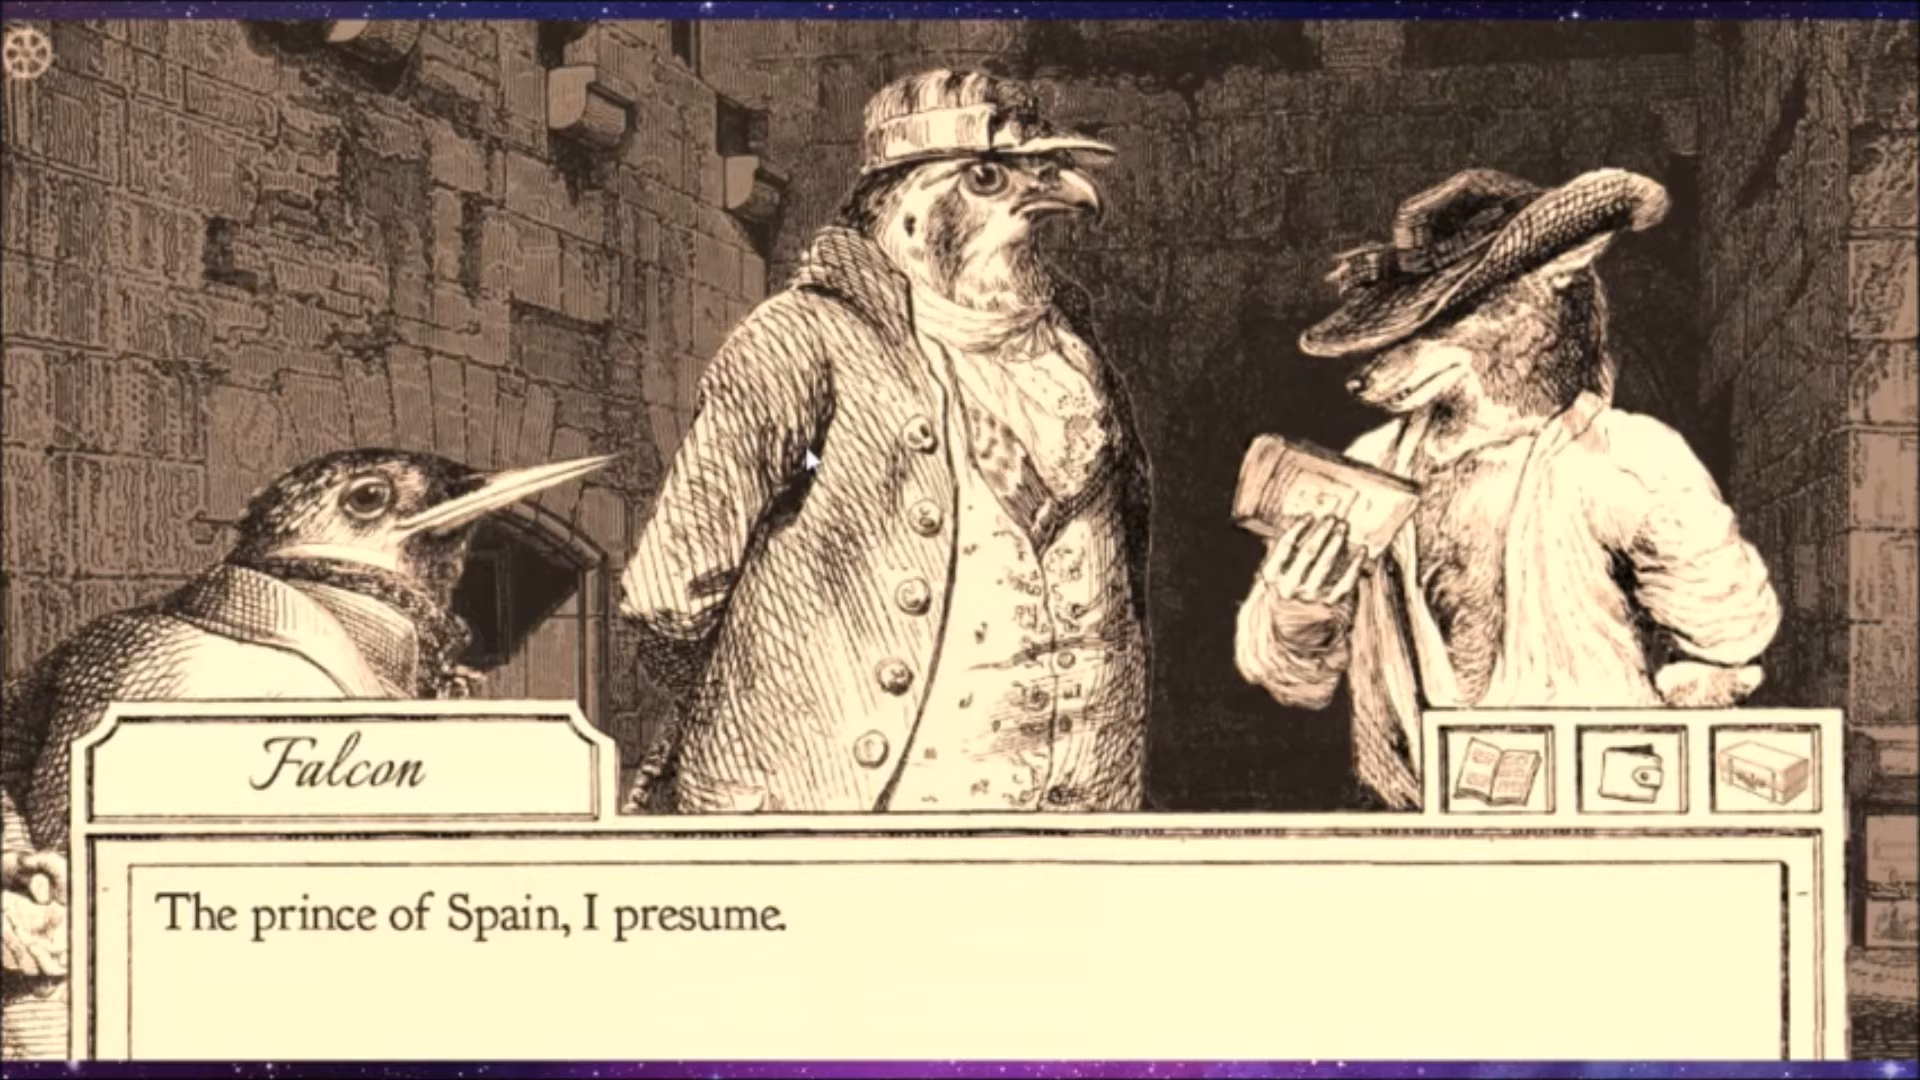 Falcon
The prince of Spain, I presume.